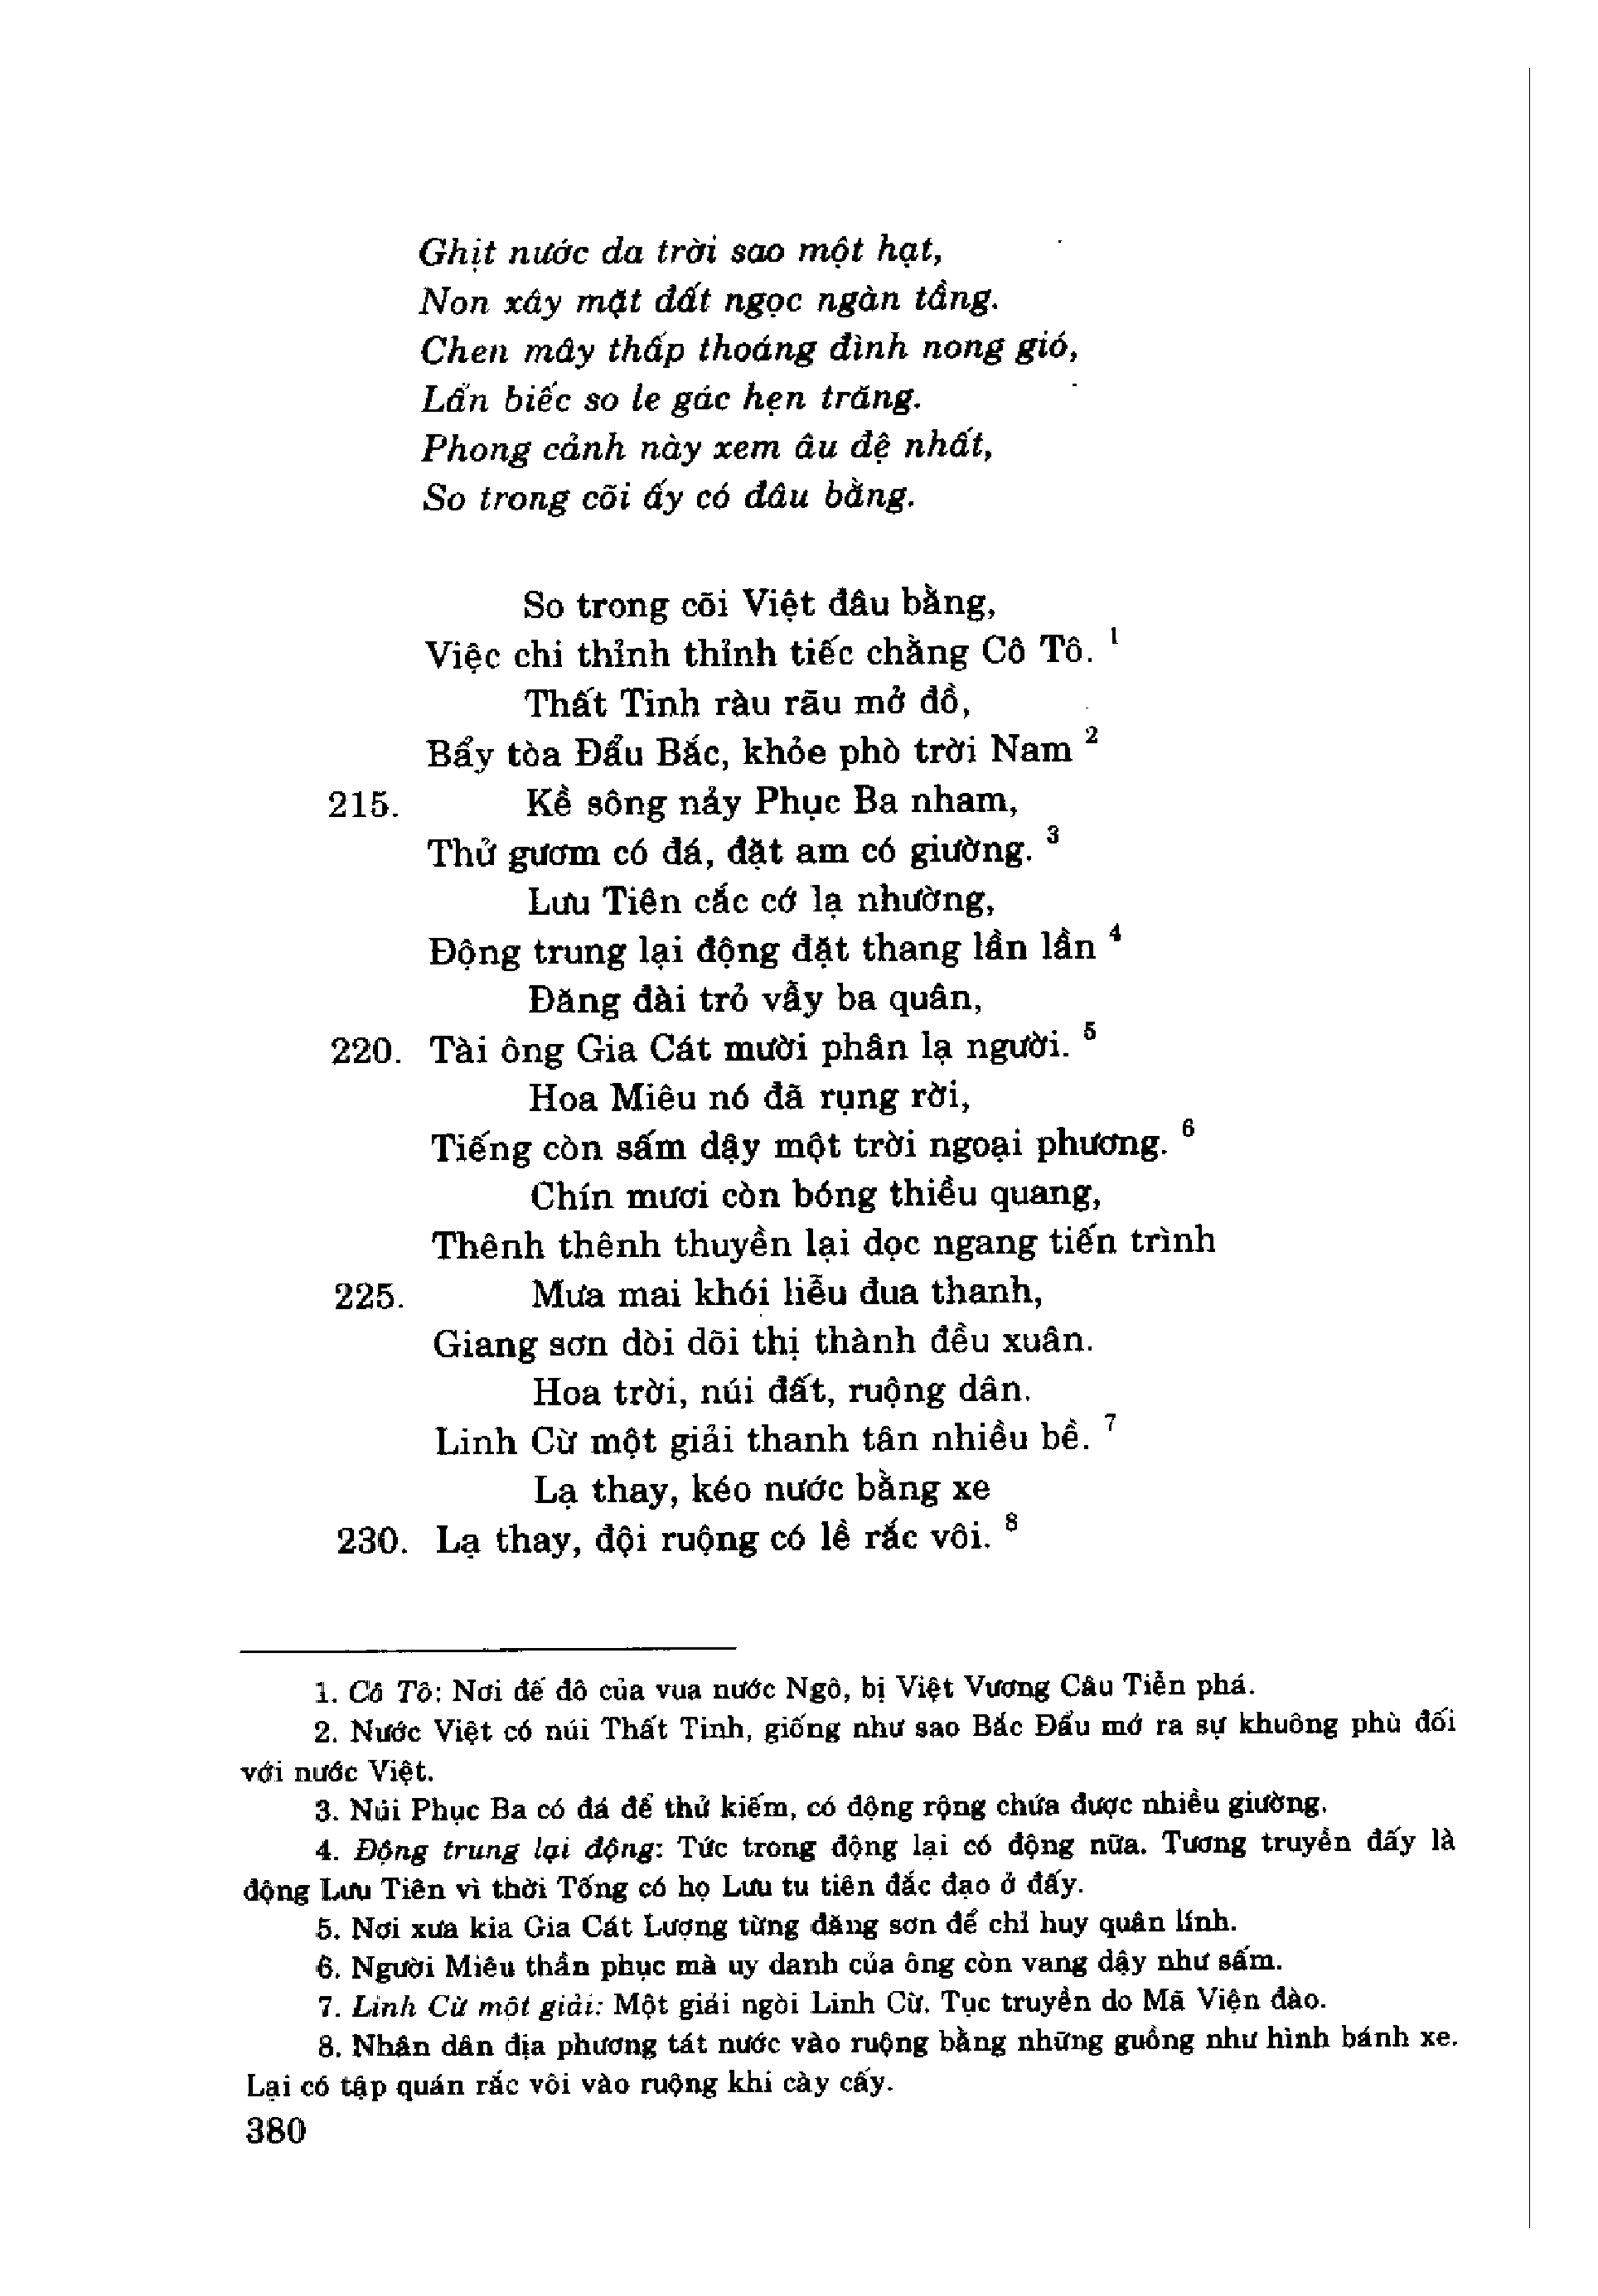 Ghịt nước da trời sao một hạt,
Non xây mặt đất ngọc ngàn tầng.
Chen mây thấp thoáng đình nong gió,
Lẩn biếc so le gác hẹn trăng.
Phong cảnh này xem âu đệ nhất,
So trong cõi ấy có đâu bằng.
So trong cõi Việt đâu bằng,
Việc chi thỉnh thỉnh tiếc chằng Cô Tô. 1
Thất Tinh ràu rãu mở đồ,
Bẩy tòa Đẩu Bắc, khỏe phò trời Nam 2
215. Kề sông nảy Phục Ba nham,
Thử gươm có đá, đặt am có giường. 3
Lưu Tiên cắc cớ lạ nhường,
Động trung lại động đặt thang lần lần 4
Đăng đài trỏ vẫy ba quân,
220. Tài ông Gia Cát mười phân lạ người. 5
Hoa Miêu nó đã rụng rời,
Tiếng còn sấm dậy một trời ngoại phương. 6
Chín mươi còn bóng thiều quang,
Thênh thênh thuyền lại dọc ngang tiến trình
225. Mưa mai khói liễu đua thanh,
Giang sơn dòi dõi thị thành đều xuân.
Hoa trời, núi đất, ruộng dân.
Linh Cừ một giải thanh tân nhiều bề. 7
Lạ thay, kéo nước bằng xe
230. Lạ thay, đội ruộng có lề rắc vôi. 8
1. Cô Tô: Nơi đế đô của vua nước Ngô, bị Việt Vương Câu Tiễn phá.
2. Nước Việt có núi Thất Tinh, giống như sao Bắc Đẩu mở ra sự khuông phù đối
với nước Việt.
3. Núi Phục Ba có đá để thử kiếm, có động rộng chứa được nhiều giường.
4. Động trung lại động: Tức trong động lại có động nữa. Tương truyền đấy là
động Lưu Tiên vì thời Tống có họ Lưu tu tiên đắc đạo ở đấy.
5. Nơi xưa kia Gia Cát Lượng từng đăng sơn để chỉ huy quân lính.
6. Người Miêu thần phục mà uy danh của ông còn vang dậy như sấm.
7. Linh Cừ một giải: Một giải ngòi Linh Cừ. Tục truyền do Mã Viện đào.
8. Nhân dân địa phương tát nước vào ruộng bằng những guồng như hình bánh xe.
Lại có tập quán rắc vôi vào ruộng khi cày cấy.
380